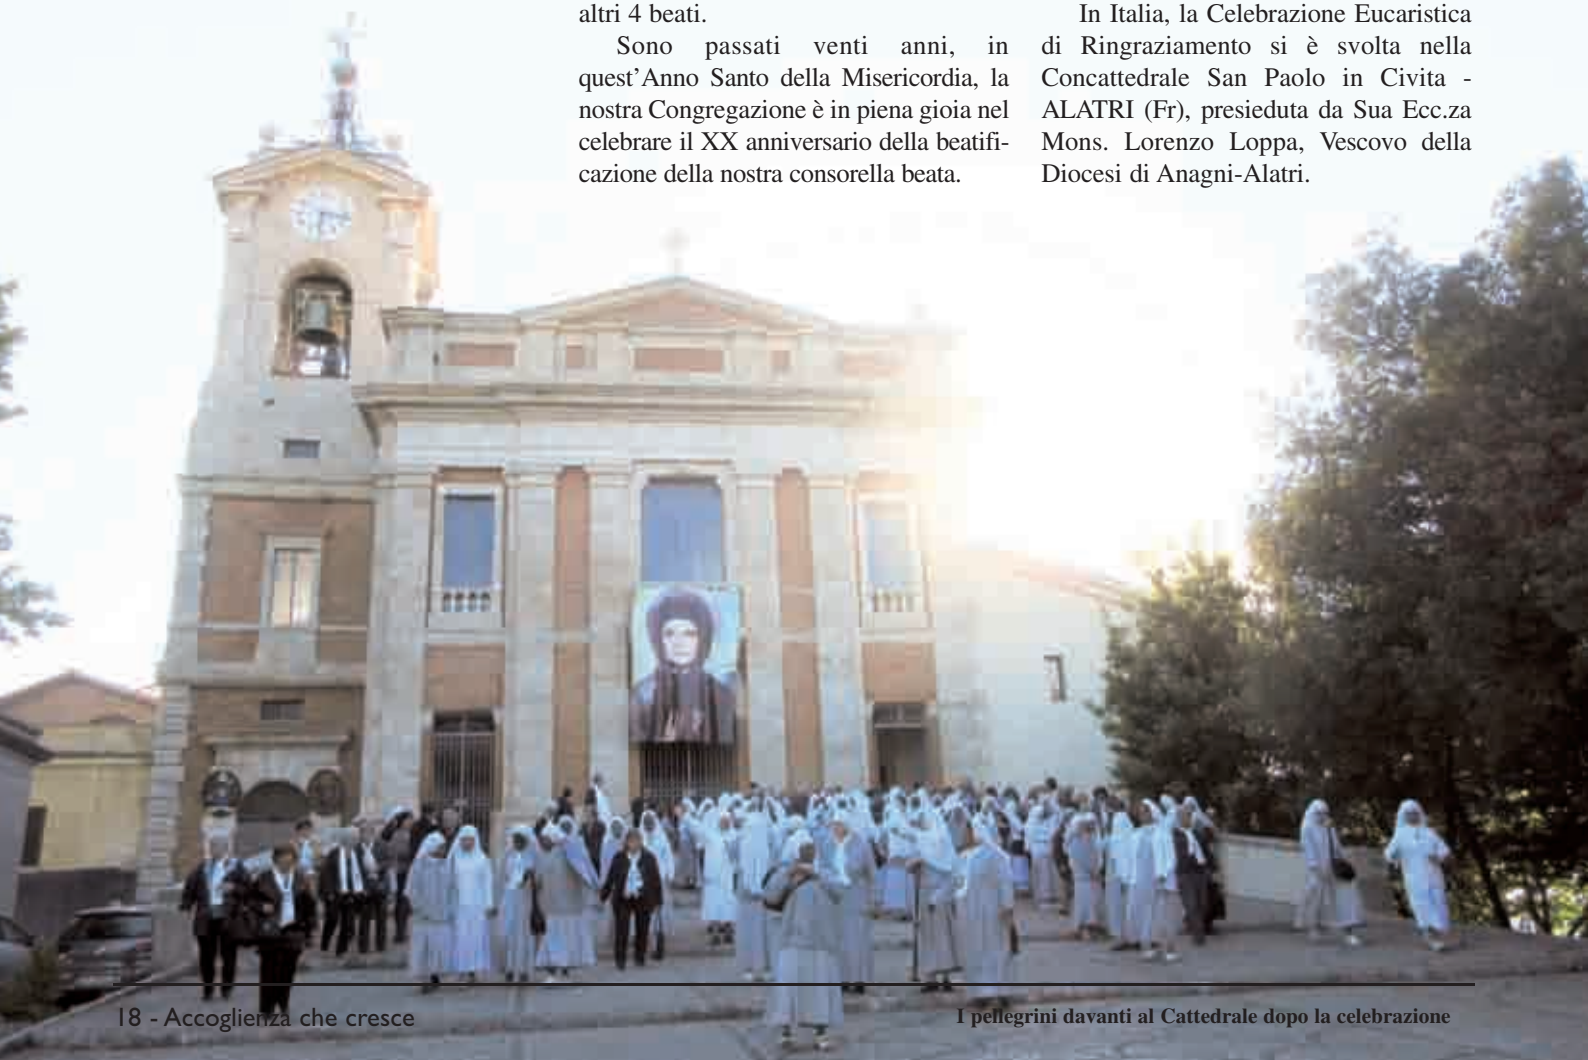 altri 4 beati.
Sono passati venti anni, in
quest'Anno Santo della Misericordia, la
nostra Congregazione è in piena gioia nel
celebrare il XX anniversario della beatifi-
cazione della nostra consorella beata.
In Italia, la Celebrazione Eucaristica
di Ringraziamento si è svolta nella
Concattedrale San Paolo in Civita -
ALATRI (Fr), presieduta da Sua Ecc.za
Mons. Lorenzo Loppa, Vescovo della
Diocesi di Anagni-Alatri.
18 - Accoglienza che cresce
I pellegrini davanti al Cattedrale dopo la celebrazione